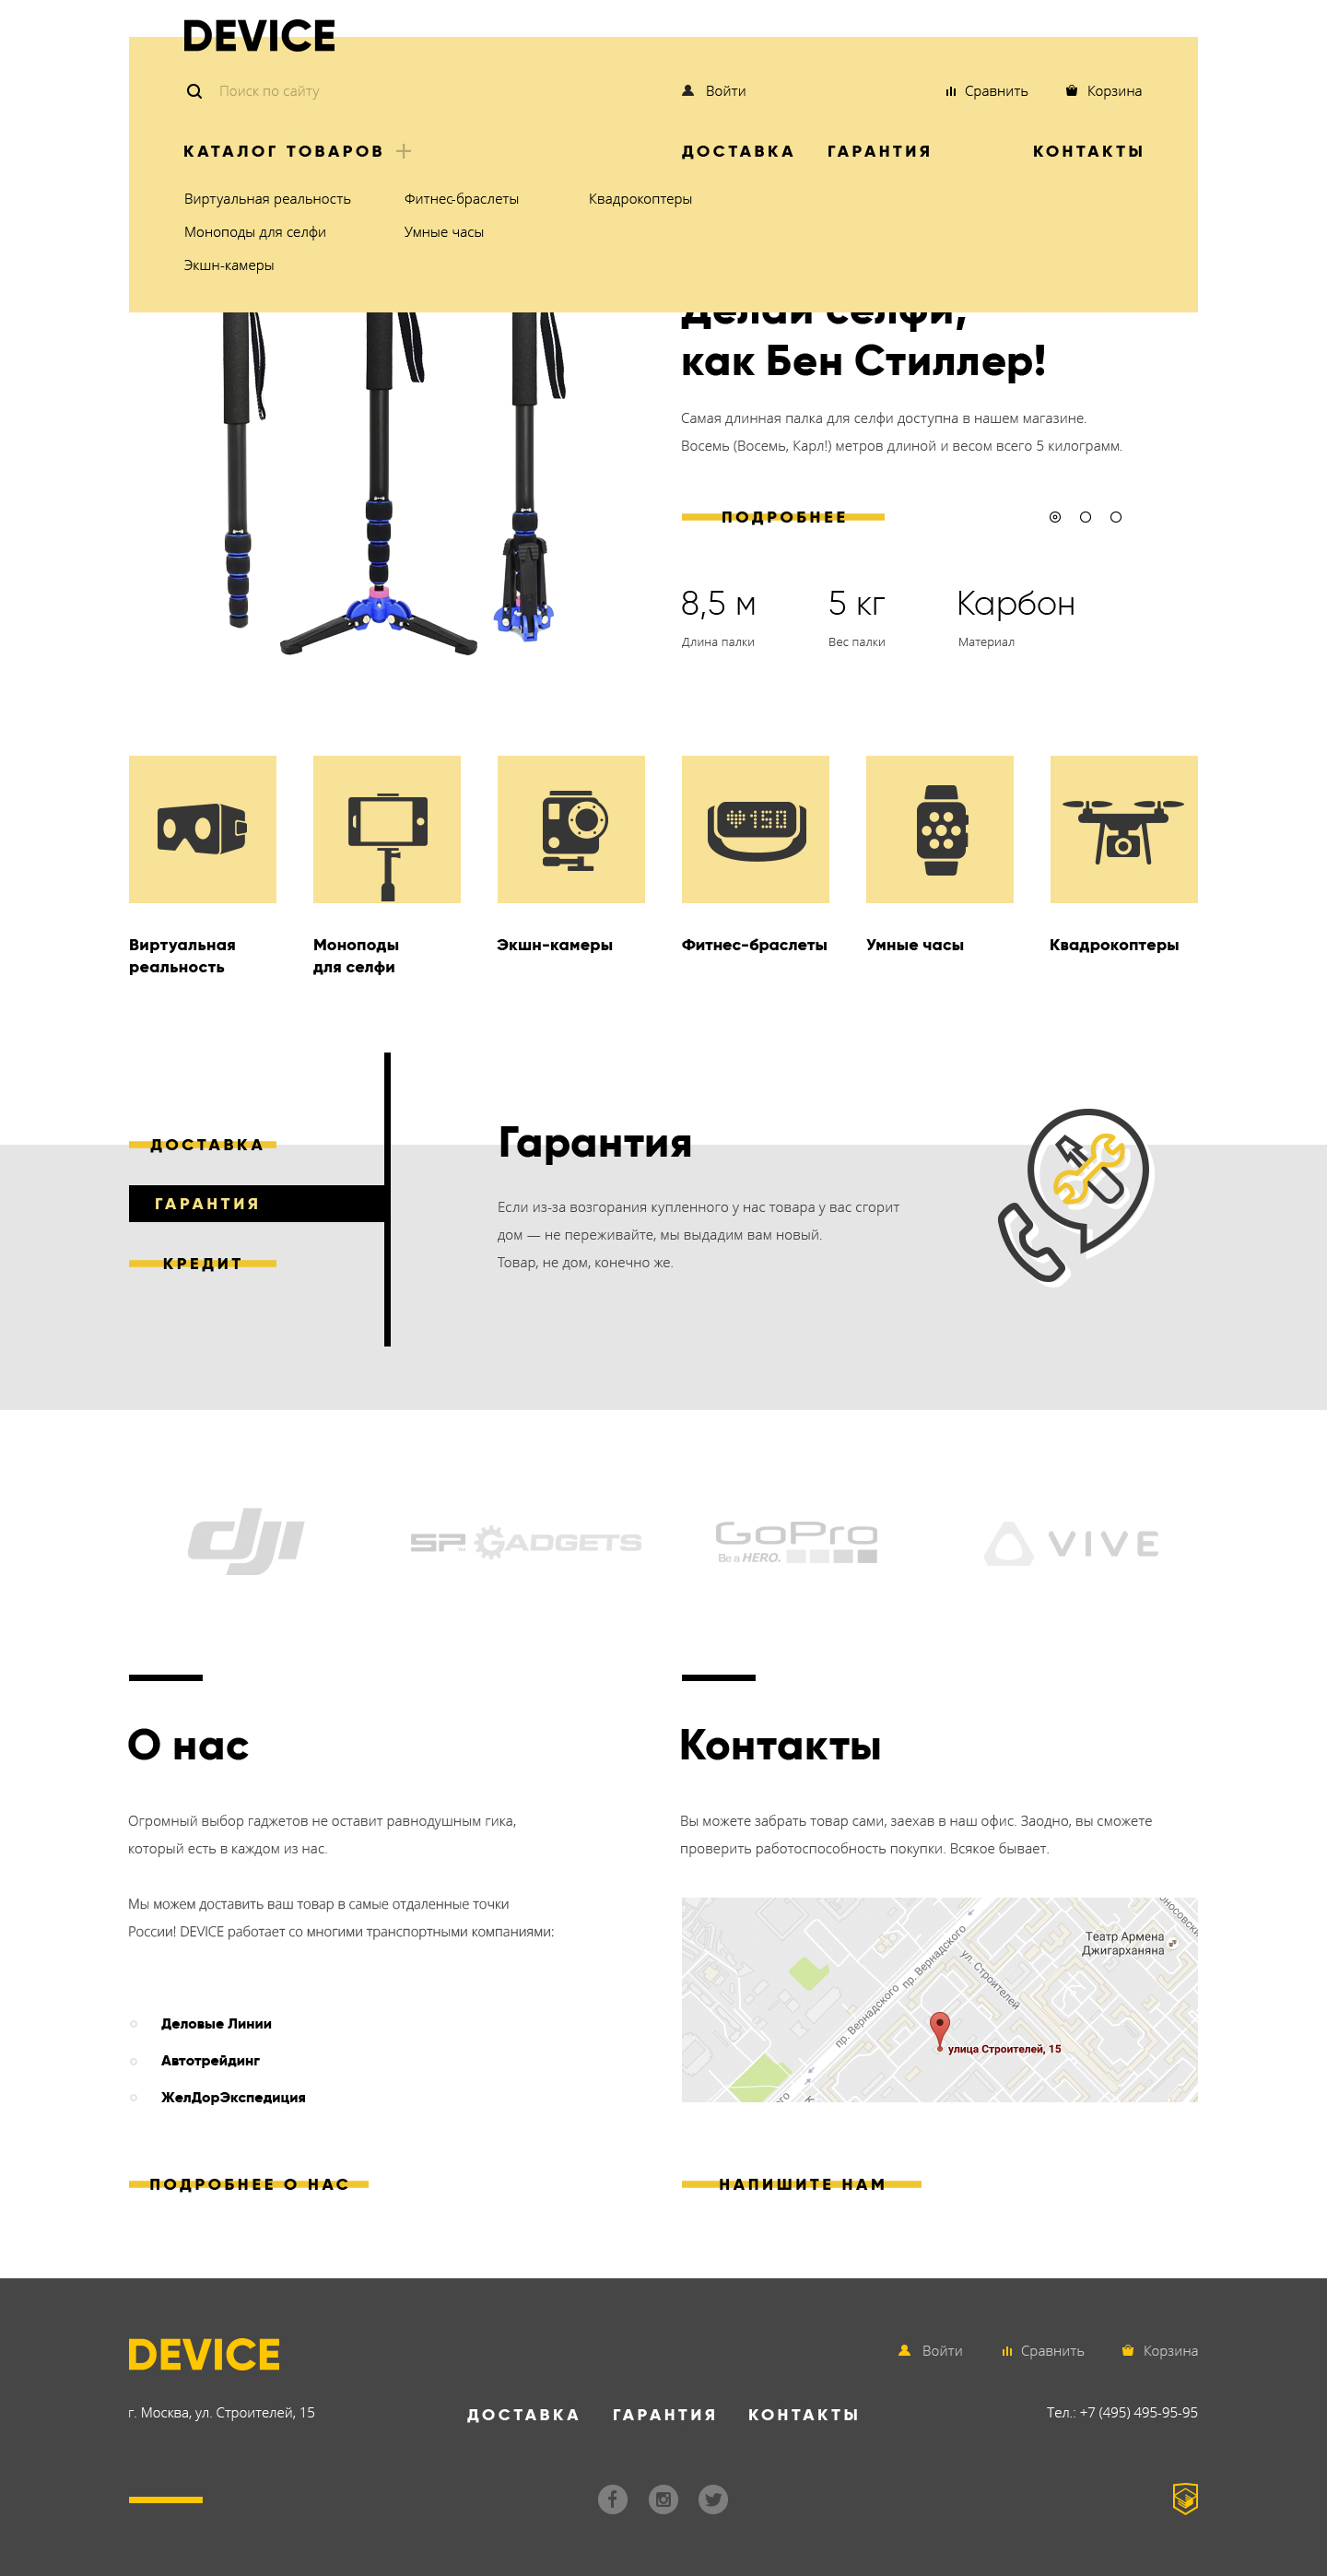 DEVICE
Поиск по сайту
Войти
Сравнить
Корзина
КАТАЛОГ ТОВАРОВ +
ДОСТАВКА
ГАРАНТИЯ
КОНТАКТЫ
Виртуальная реальность
Фитнес-браслеты
Квадрокоптеры
Моноподы для селфи
Умные часы
Экшн-камеры
делай селфи,
как Бен Стиллер!
Самая длинная палка для селфи доступна в нашем магазине.
Восемь (Восемь, Карл!) метров длиной и весом всего 5 килограмм.
ПОДРОБНЕЕ
8,5 м
5 кг
Карбон
Длина палки
Вес палки
Материал
150
Виртуальная
реальность
Моноподы
для селфи
Экшн-камеры
Фитнес-браслеты
Умные часы
Квадрокоптеры
ДОСТАВКА
ГАРАНТИЯ
КРЕДИТ
Гарантия
Если из-за возгорания купленного у нас товара у вас сгорит
дом — не переживайте, мы выдадим вам новый.
Товар, не дом, конечно же.
dji
SP GADGETS
GoPro
Be a HERO.
VIVE
О нас
Огромный выбор гаджетов не оставит равнодушным гика,
который есть в каждом из нас.
Мы можем доставить ваш товар в самые отдаленные точки
России! DEVICE работает со многими транспортными компаниями:
Деловые Линии
Автотрейдинг
ЖелДорЭкспедиция
ПОДРОБНЕЕ О НАС
Контакты
Вы можете забрать товар сами, заехав в наш офис. Заодно, вы сможете
проверить работоспособность покупки. Всякое бывает.
Театр Армена
Джигарханяна
пр. Вернадского
ул. Строителей
пр. Вернадского
улица Строителей, 15
НАПИШИТЕ НАМ
DEVICE
Войти
Сравнить
Корзина
г. Москва, ул. Строителей, 15
ДОСТАВКА
ГАРАНТИЯ
КОНТАКТЫ
Тел.: +7 (495) 495-95-95